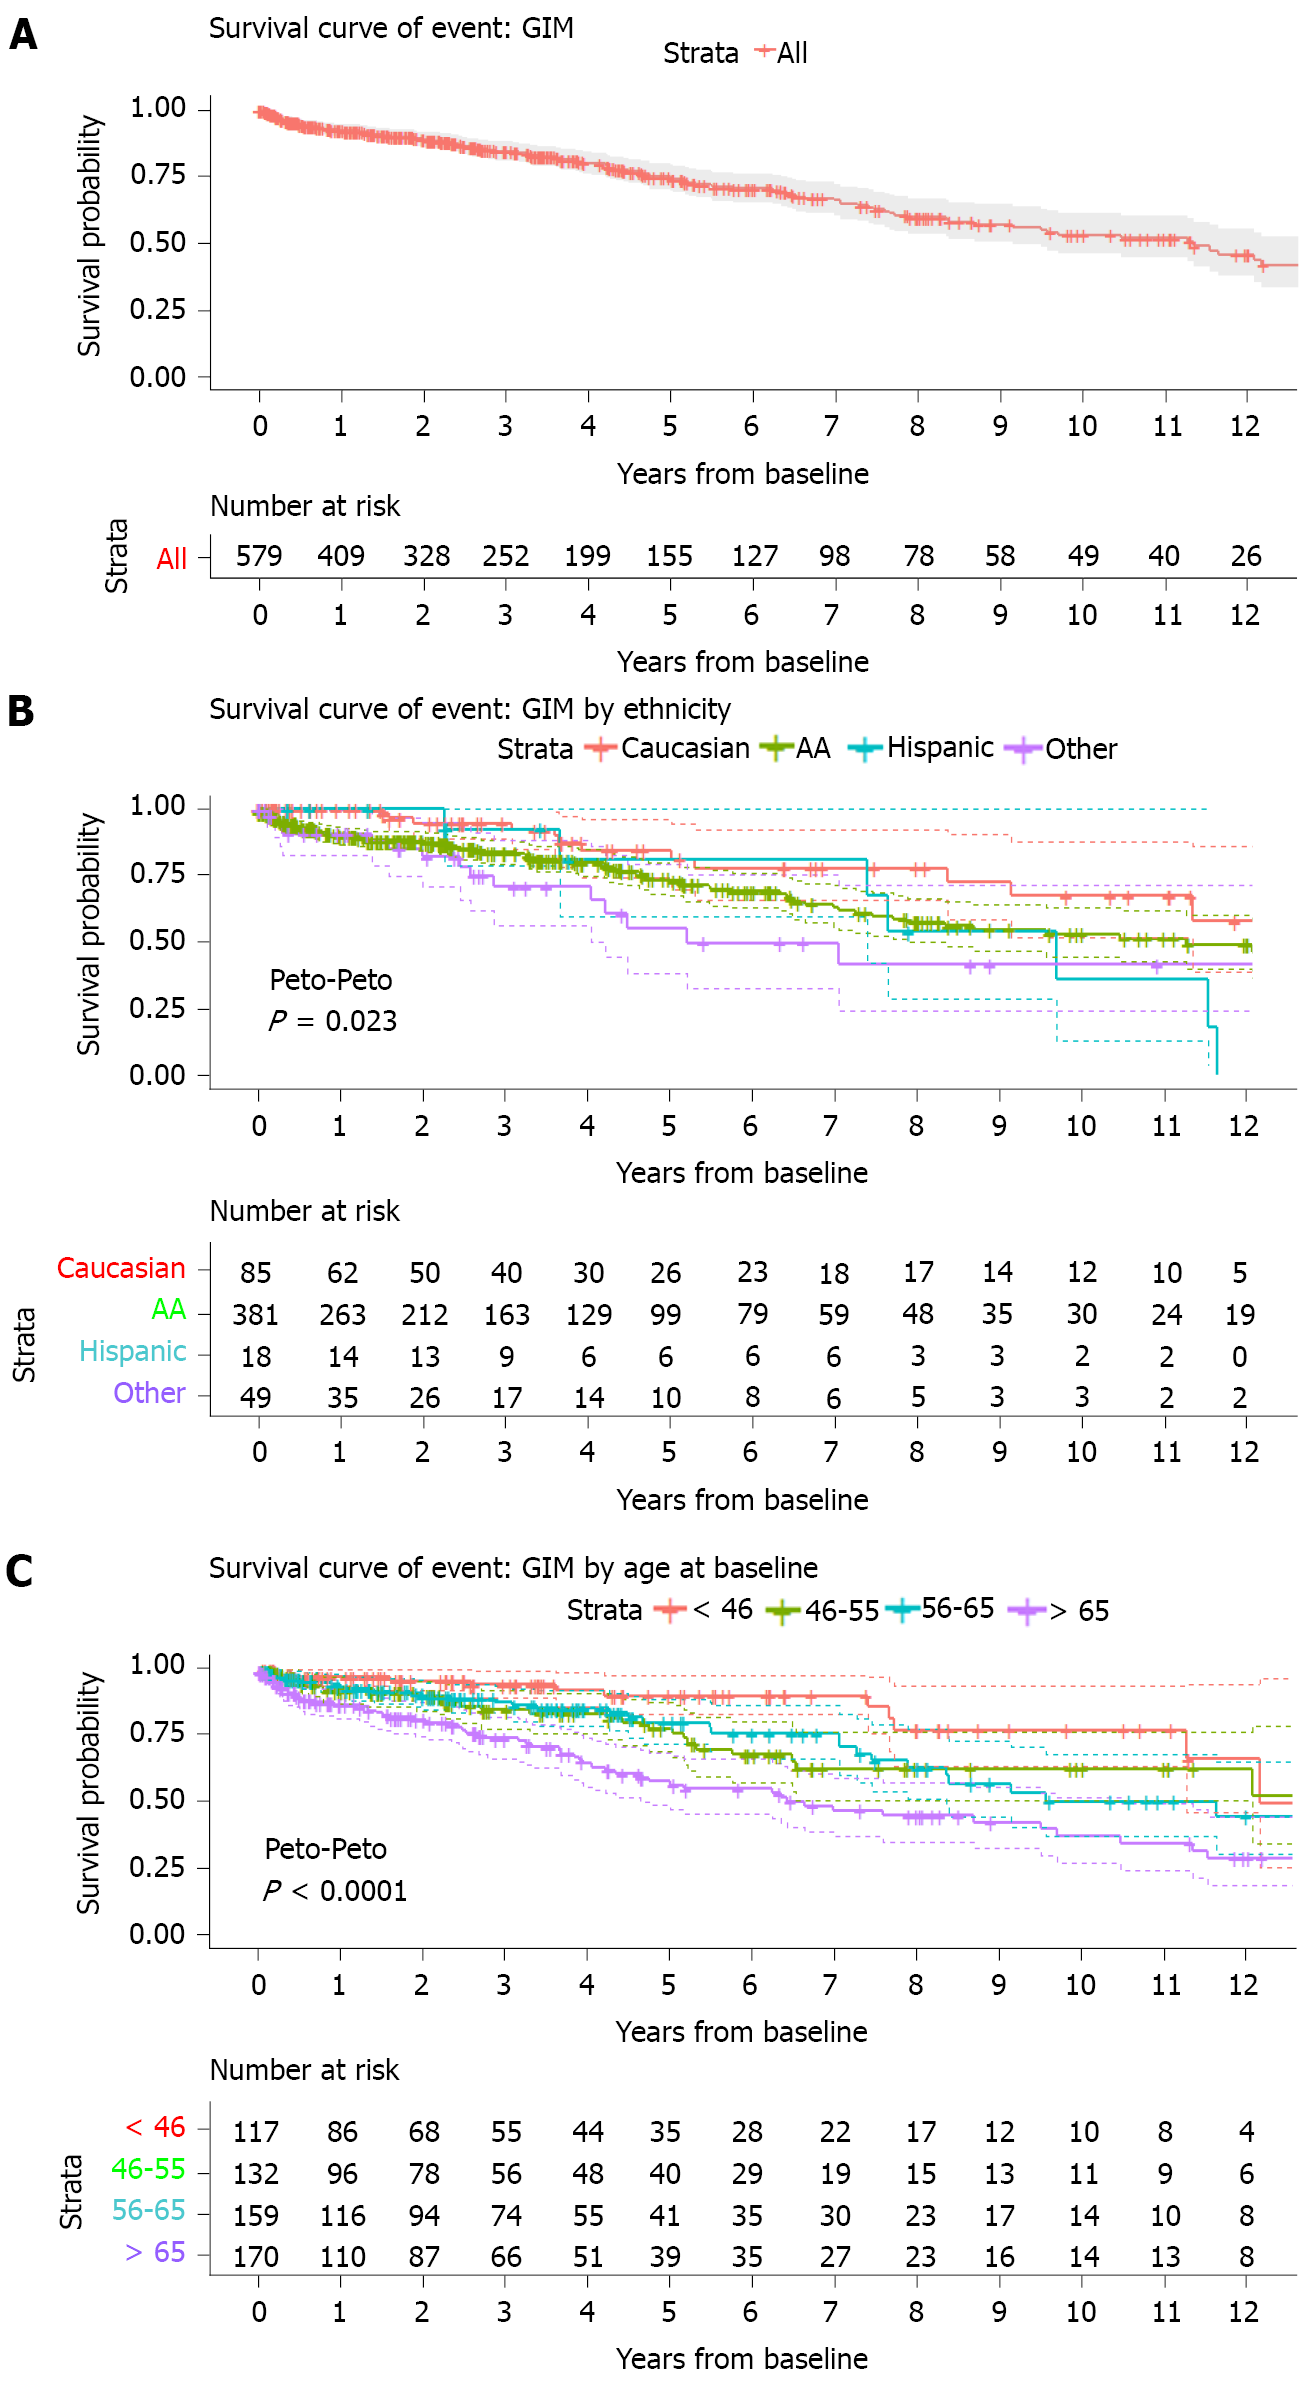 A
Survival curve of event: GIM
Strata All
Survival probability
1.00
0.75
0.50
0.25
0.00
0 1 2 3 4 5 6 7 8 9 10 11 12
Years from baseline
Number at risk
Strata
All 579 409 328 252 199 155 127 98 78 58 49 40 26
0 1 2 3 4 5 6 7 8 9 10 11 12
Years from baseline
B
Survival curve of event: GIM by ethnicity
Strata Caucasian AA Hispanic Other
Survival probability
1.00
0.75
0.50
0.25
0.00
Peto-Peto
P = 0.023
0 1 2 3 4 5 6 7 8 9 10 11 12
Years from baseline
Number at risk
Strata
Caucasian 85 62 50 40 30 26 23 18 17 14 12 10 5
AA 381 263 212 163 129 99 79 59 48 35 30 24 19
Hispanic 18 14 13 9 6 6 6 6 3 3 2 2 0
Other 49 35 26 17 14 10 8 6 5 3 3 2 2
0 1 2 3 4 5 6 7 8 9 10 11 12
Years from baseline
C
Survival curve of event: GIM by age at baseline
Strata < 46 46-55 56-65 > 65
Survival probability
1.00
0.75
0.50
0.25
0.00
Peto-Peto
P < 0.0001
0 1 2 3 4 5 6 7 8 9 10 11 12
Years from baseline
Number at risk
Strata
< 46 117 86 68 55 44 35 28 22 17 12 10 8 4
46-55 132 96 78 56 48 40 29 19 15 13 11 9 6
56-65 159 116 94 74 55 41 35 30 23 17 14 10 8
> 65 170 110 87 66 51 39 35 27 23 16 14 13 8
0 1 2 3 4 5 6 7 8 9 10 11 12
Years from baseline